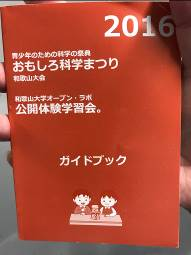 2016
青少年のための科学の祭典
おもしろ科学まつり
和歌山大会
和歌山大学オープン・ラボ
公開体験学習会。
ガイドブック